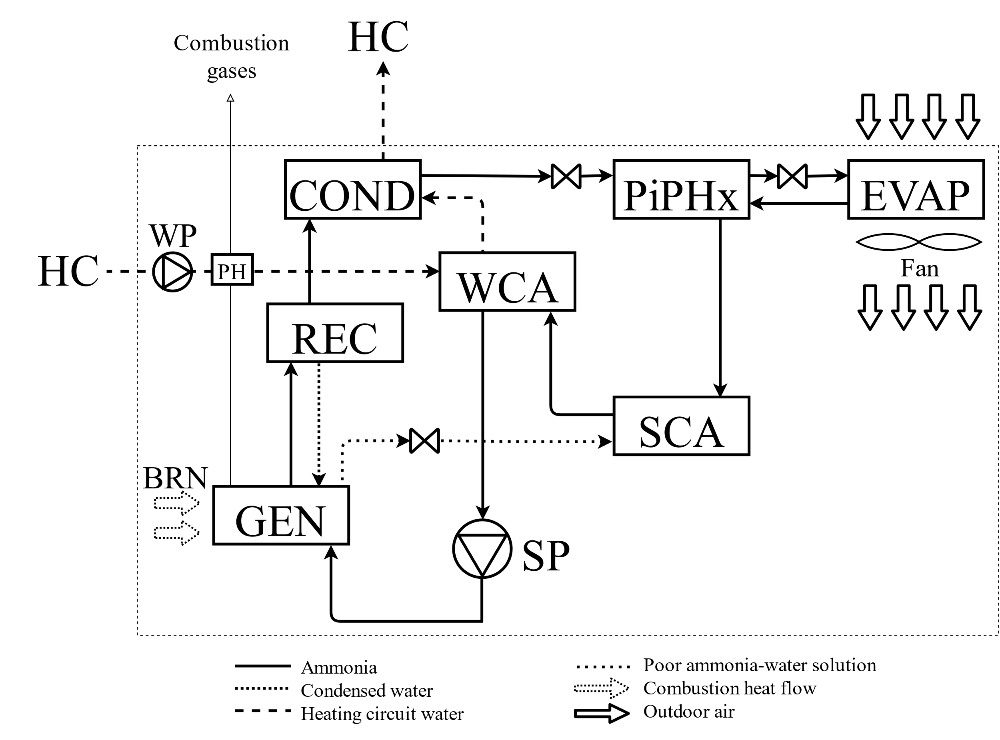 HC
Combustion
gases
COND
PiPHx
EVAP
WP
HC
PH
WCA
Fan
REC
SCA
BRN
GEN
SP
Ammonia
Condensed water
Heating circuit water
Poor ammonia-water solution
Combustion heat flow
Outdoor air